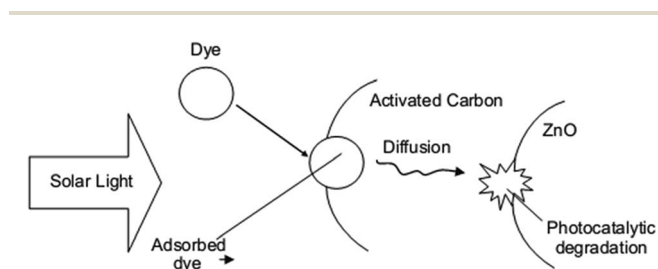 Dye
Activated Carbon
ZnO
Diffusion
Solar Light
Photocatalytic
degradation
Adsorbed
dye